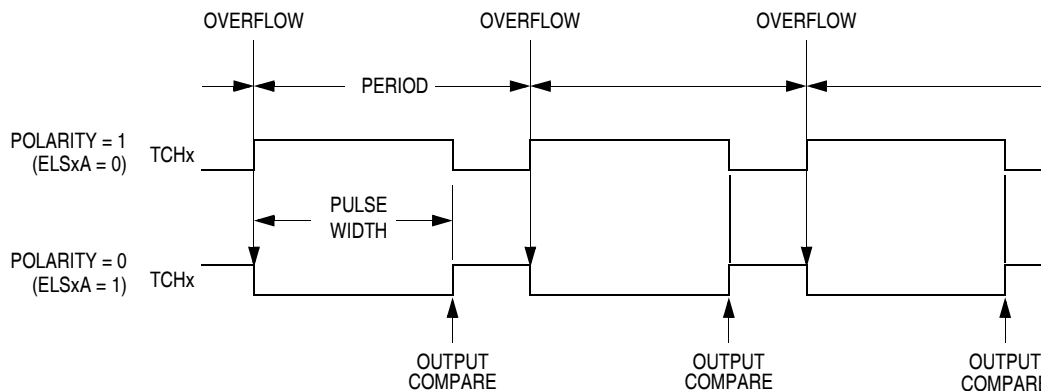 OVERFLOW
OVERFLOW
OVERFLOW
PERIOD
POLARITY = 1
(ELSxA = 0)
TCHx
PULSE
WIDTH
POLARITY = 0
(ELSxA = 1)
TCHx
OUTPUT
COMPARE
OUTPUT
COMPARE
OUTPUT
COMPARE